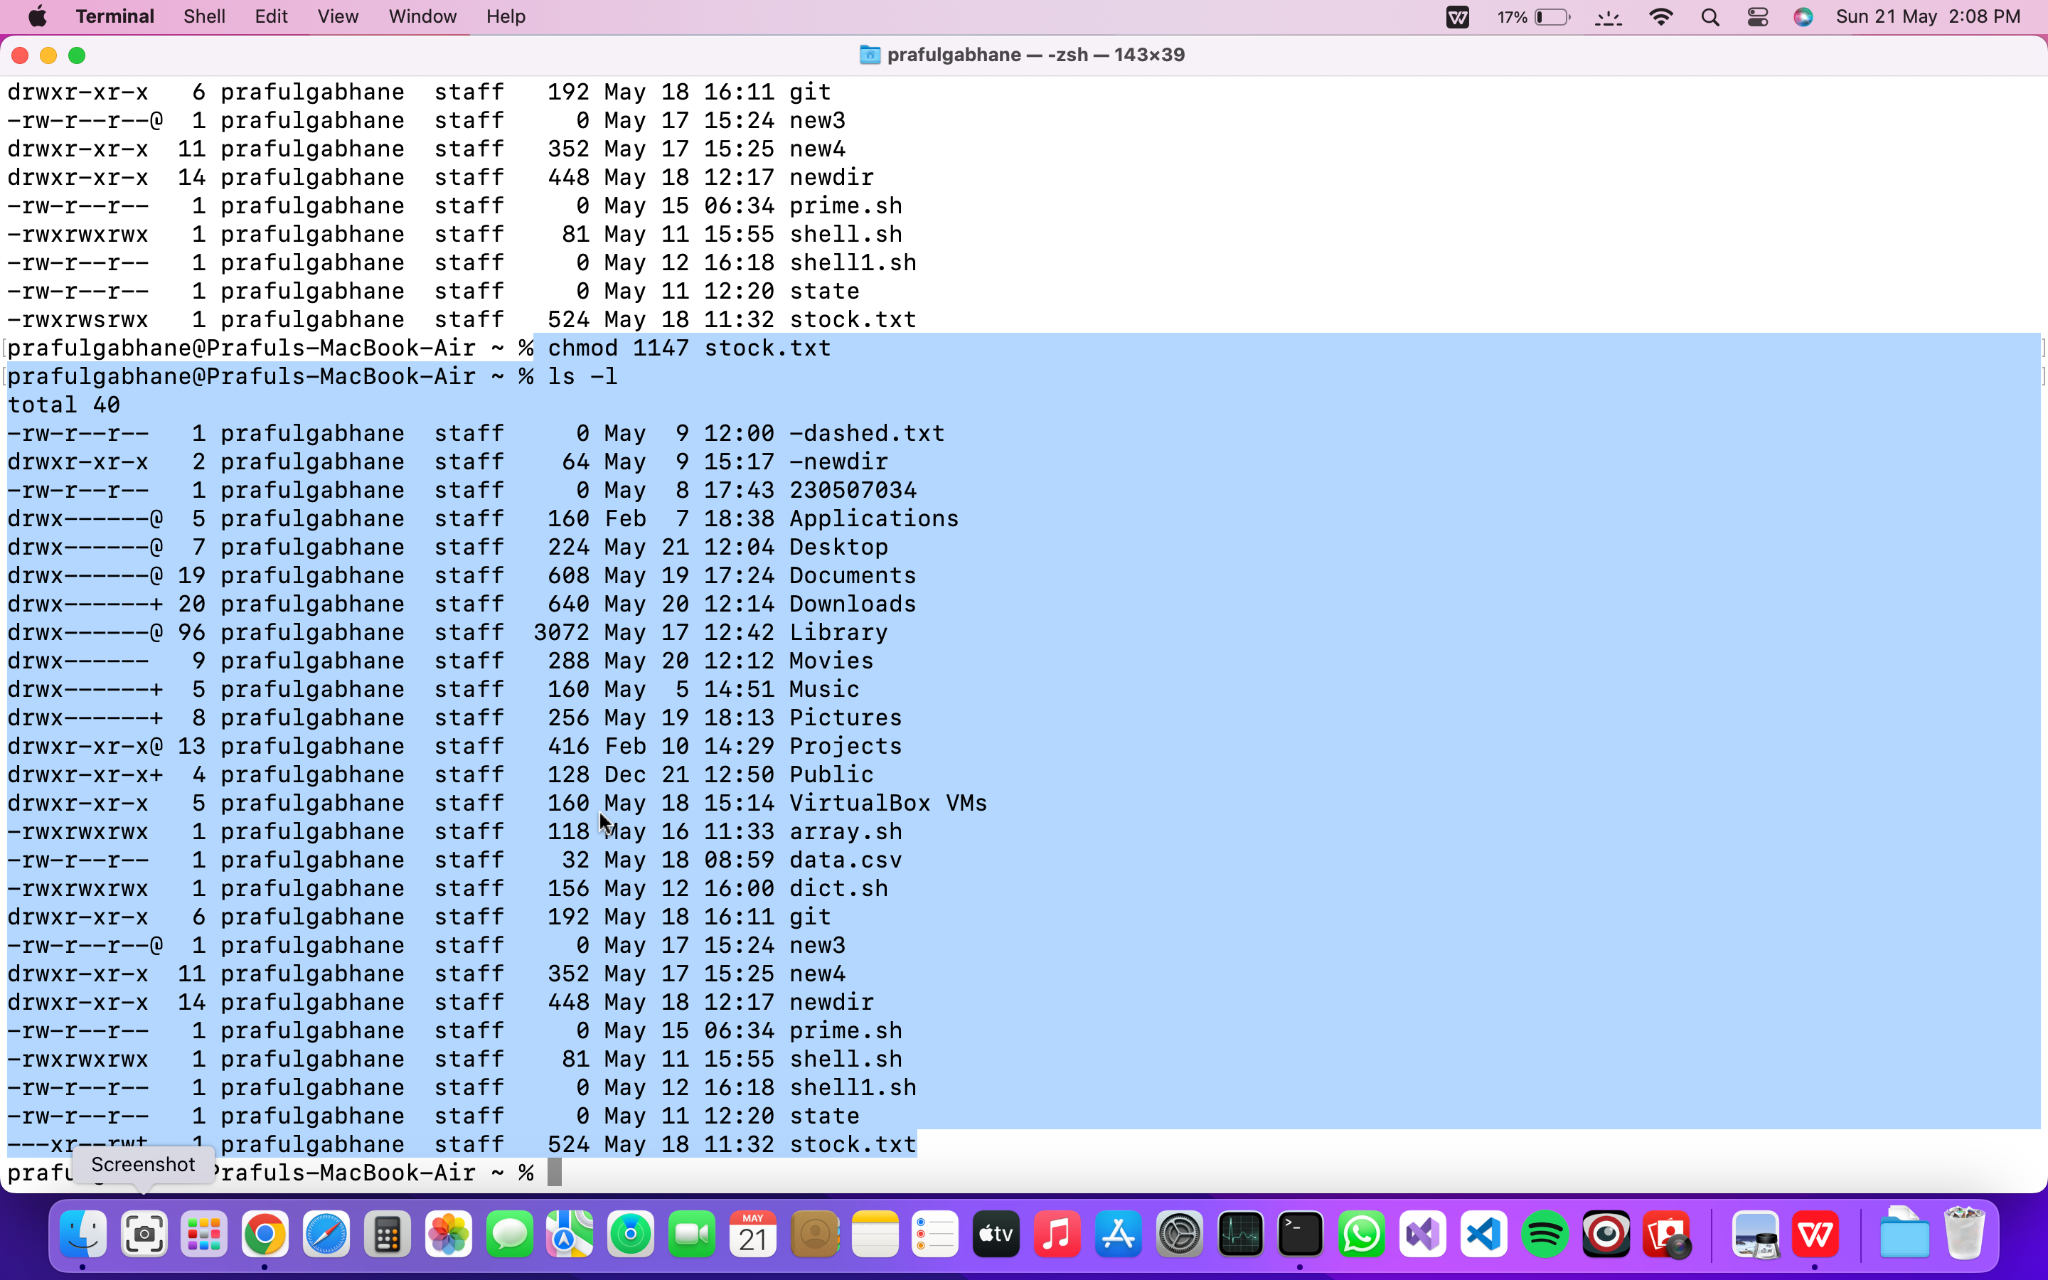 Terminal Shell Edit View Window Help 17% Sun 21 May 2:08 PM
prafulgabhane — -zsh — 143×39
drwxr-xr-x   6 prafulgabhane  staff   192 May 18 16:11 git
-rw-r--r--@  1 prafulgabhane  staff     0 May 17 15:24 new3
drwxr-xr-x  11 prafulgabhane  staff   352 May 17 15:25 new4
drwxr-xr-x  14 prafulgabhane  staff   448 May 18 12:17 newdir
-rw-r--r--   1 prafulgabhane  staff     0 May 15 06:34 prime.sh
-rwxrwxrwx   1 prafulgabhane  staff    81 May 11 15:55 shell.sh
-rw-r--r--   1 prafulgabhane  staff     0 May 12 16:18 shell1.sh
-rw-r--r--   1 prafulgabhane  staff     0 May 11 12:20 state
-rwxrwsrwx   1 prafulgabhane  staff   524 May 18 11:32 stock.txt
prafulgabhane@Prafuls-MacBook-Air ~ % chmod 1147 stock.txt
prafulgabhane@Prafuls-MacBook-Air ~ % ls -l
total 40
-rw-r--r--   1 prafulgabhane  staff     0 May  9 12:00 -dashed.txt
drwxr-xr-x   2 prafulgabhane  staff    64 May  9 15:17 -newdir
-rw-r--r--   1 prafulgabhane  staff     0 May  8 17:43 230507034
drwx------@  5 prafulgabhane  staff   160 Feb  7 18:38 Applications
drwx------@  7 prafulgabhane  staff   224 May 21 12:04 Desktop
drwx------@ 19 prafulgabhane  staff   608 May 19 17:24 Documents
drwx------+ 20 prafulgabhane  staff   640 May 20 12:14 Downloads
drwx------@ 96 prafulgabhane  staff  3072 May 17 12:42 Library
drwx------   9 prafulgabhane  staff   288 May 20 12:12 Movies
drwx------+  5 prafulgabhane  staff   160 May  5 14:51 Music
drwx------+  8 prafulgabhane  staff   256 May 19 18:13 Pictures
drwxr-xr-x@ 13 prafulgabhane  staff   416 Feb 10 14:29 Projects
drwxr-xr-x+  4 prafulgabhane  staff   128 Dec 21 12:50 Public
drwxr-xr-x   5 prafulgabhane  staff   160 May 18 15:14 VirtualBox VMs
-rwxrwxrwx   1 prafulgabhane  staff   118 May 16 11:33 array.sh
-rw-r--r--   1 prafulgabhane  staff    32 May 18 08:59 data.csv
-rwxrwxrwx   1 prafulgabhane  staff   156 May 12 16:00 dict.sh
drwxr-xr-x   6 prafulgabhane  staff   192 May 18 16:11 git
-rw-r--r--@  1 prafulgabhane  staff     0 May 17 15:24 new3
drwxr-xr-x  11 prafulgabhane  staff   352 May 17 15:25 new4
drwxr-xr-x  14 prafulgabhane  staff   448 May 18 12:17 newdir
-rw-r--r--   1 prafulgabhane  staff     0 May 15 06:34 prime.sh
-rwxrwxrwx   1 prafulgabhane  staff    81 May 11 15:55 shell.sh
-rw-r--r--   1 prafulgabhane  staff     0 May 12 16:18 shell1.sh
-rw-r--r--   1 prafulgabhane  staff     0 May 11 12:20 state
---xr--rwt   1 prafulgabhane  staff   524 May 18 11:32 stock.txt
Screenshot
Prafuls-MacBook-Air ~ %
MAY
21
tv